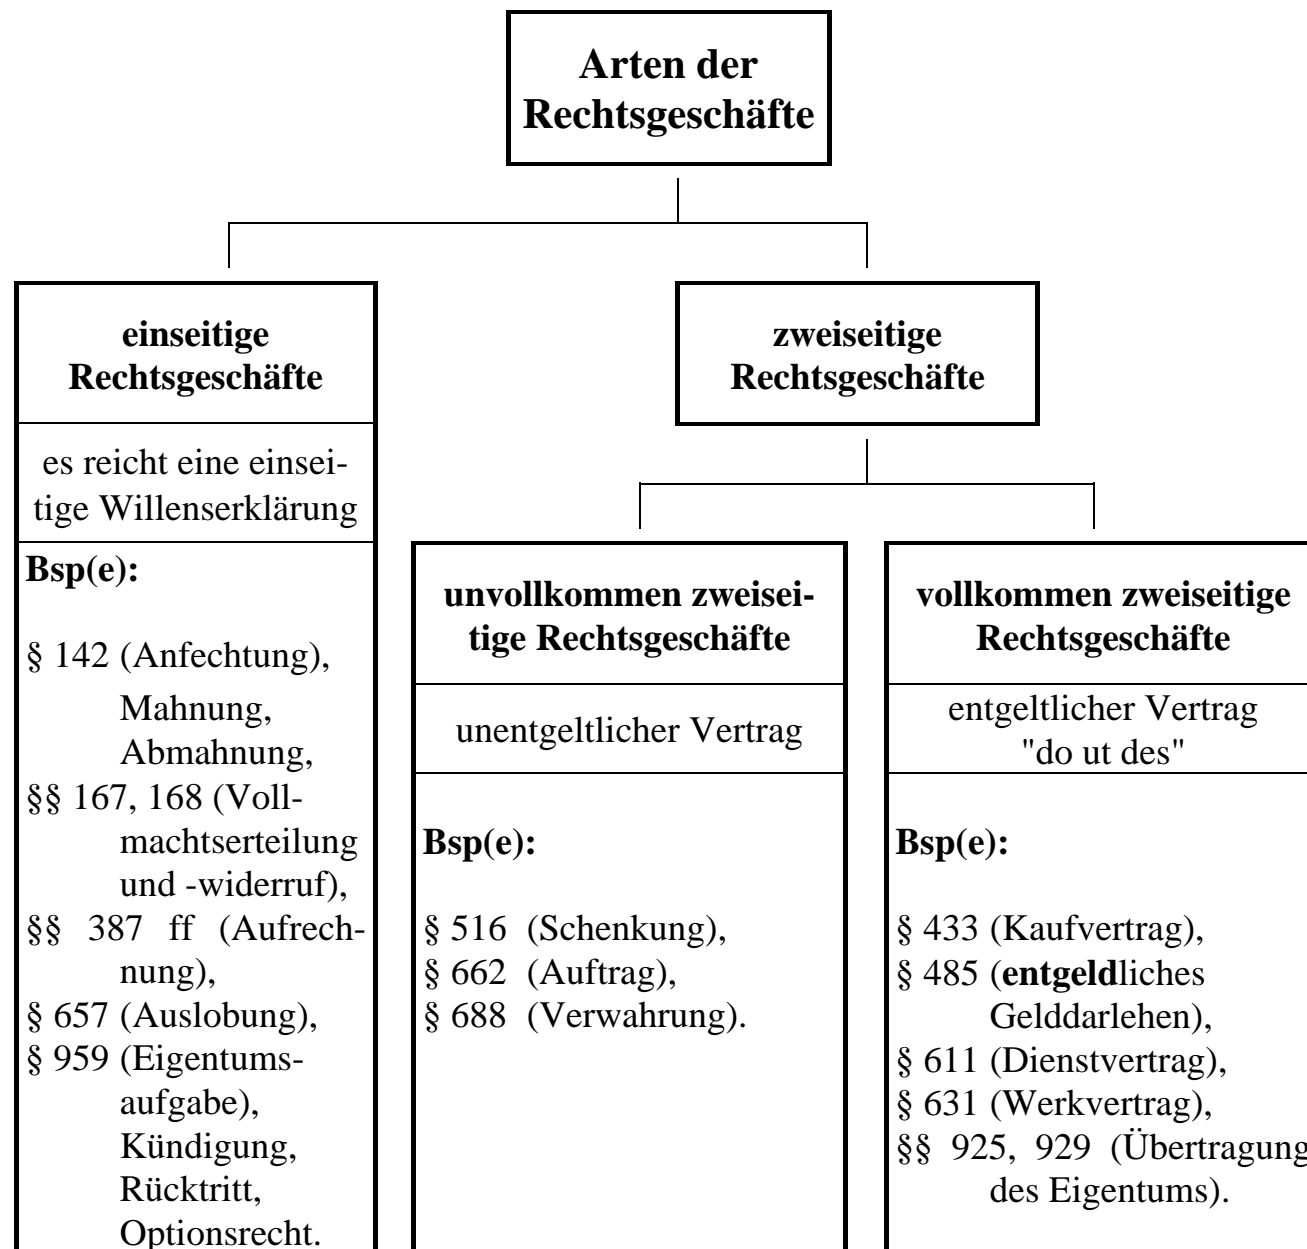 Arten der
Rechtsgeschäfte
einseitige
Rechtsgeschäfte
es reicht eine einsei-
tige Willenserklärung
Bsp(e):
§ 142 (Anfechtung),
Mahnung,
Abmahnung,
§§ 167, 168 (Voll-
machtserteilung
und -widerruf),
§§ 387 ff (Aufrech-
nung),
§ 657 (Auslobung),
§ 959 (Eigentums-
aufgabe),
Kündigung,
Rücktritt,
Optionsrecht.
zweiseitige
Rechtsgeschäfte
unvollkommen zweisei-
tige Rechtsgeschäfte
unentgeltlicher Vertrag
Bsp(e):
§ 516 (Schenkung),
§ 662 (Auftrag),
§ 688 (Verwahrung).
vollkommen zweiseitige
Rechtsgeschäfte
entgeltlicher Vertrag
"do ut des"
Bsp(e):
§ 433 (Kaufvertrag),
§ 485 (entgeldliches
Gelddarlehen),
§ 611 (Dienstvertrag),
§ 631 (Werkvertrag),
§§ 925, 929 (Übertragung
des Eigentums).